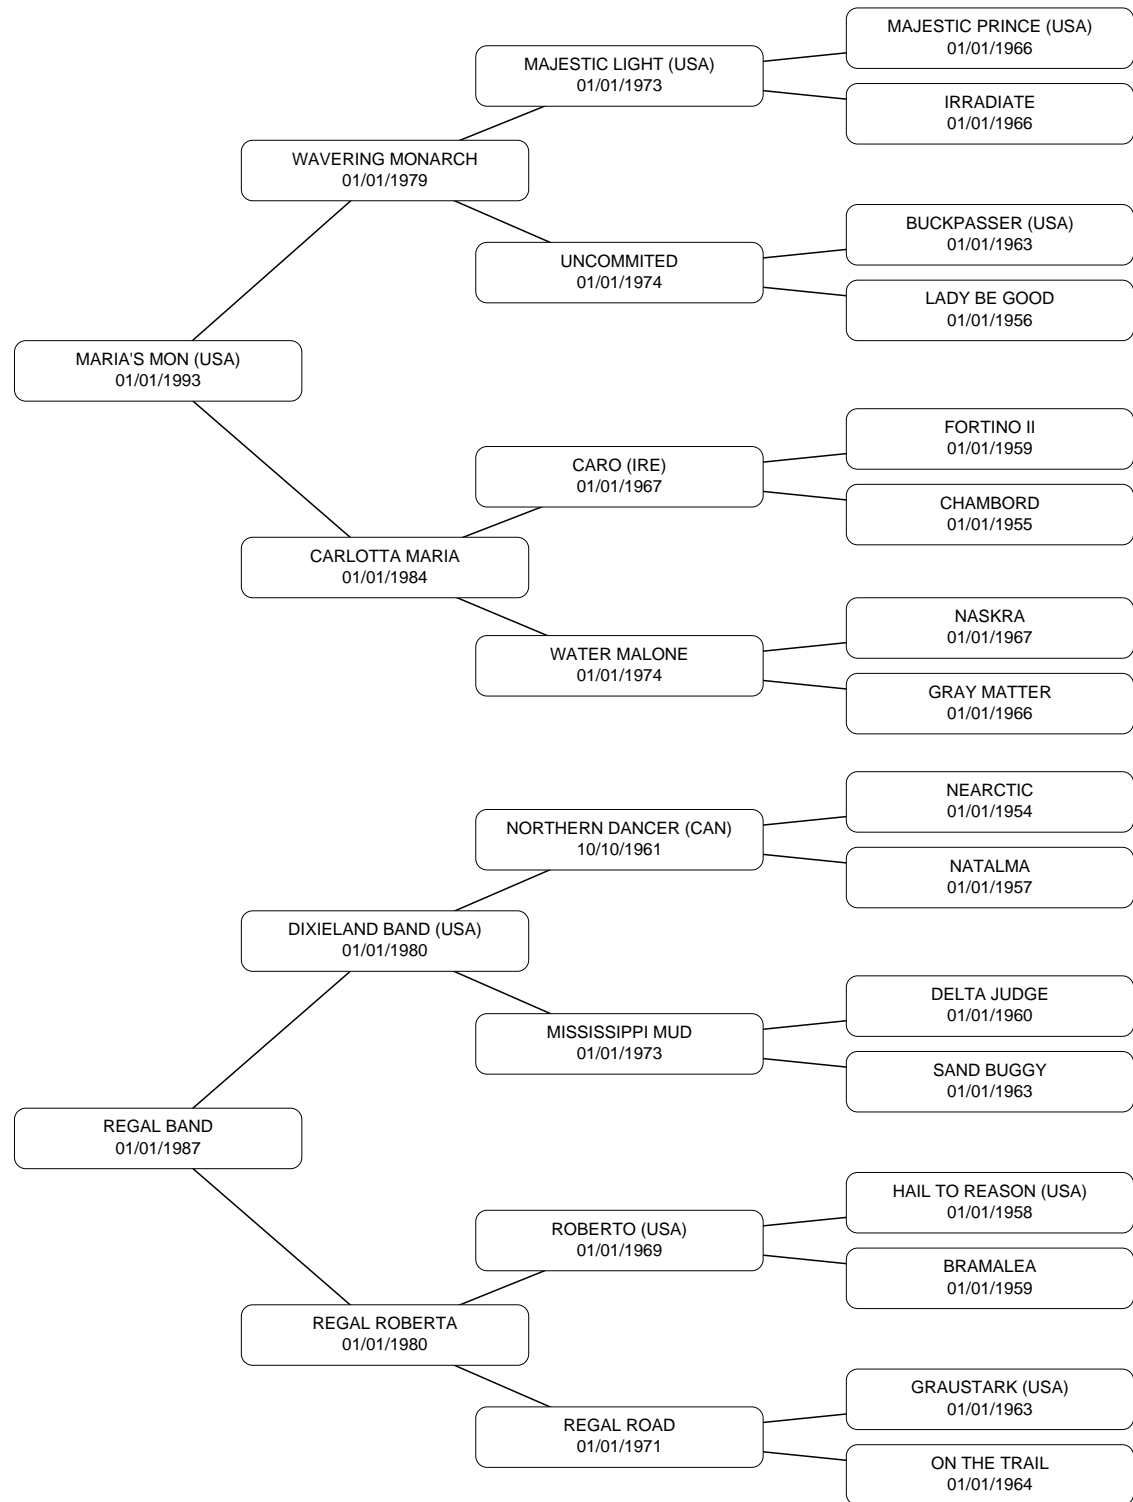 MAJESTIC PRINCE (USA)
01/01/1966
MAJESTIC LIGHT (USA)
01/01/1973
IRRADIATE
01/01/1966
WAVERING MONARCH
01/01/1979
BUCKPASSER (USA)
01/01/1963
UNCOMMITED
01/01/1974
LADY BE GOOD
01/01/1956
MARIA'S MON (USA)
01/01/1993
FORTINO II
01/01/1959
CARO (IRE)
01/01/1967
CHAMBORD
01/01/1955
CARLOTTA MARIA
01/01/1984
NASKRA
01/01/1967
WATER MALONE
01/01/1974
GRAY MATTER
01/01/1966
NEARCTIC
01/01/1954
NORTHERN DANCER (CAN)
10/10/1961
NATALMA
01/01/1957
DIXIELAND BAND (USA)
01/01/1980
DELTA JUDGE
01/01/1960
MISSISSIPPI MUD
01/01/1973
SAND BUGGY
01/01/1963
REGAL BAND
01/01/1987
HAIL TO REASON (USA)
01/01/1958
ROBERTO (USA)
01/01/1969
BRAMALEA
01/01/1959
REGAL ROBERTA
01/01/1980
GRAUSTARK (USA)
01/01/1963
REGAL ROAD
01/01/1971
ON THE TRAIL
01/01/1964